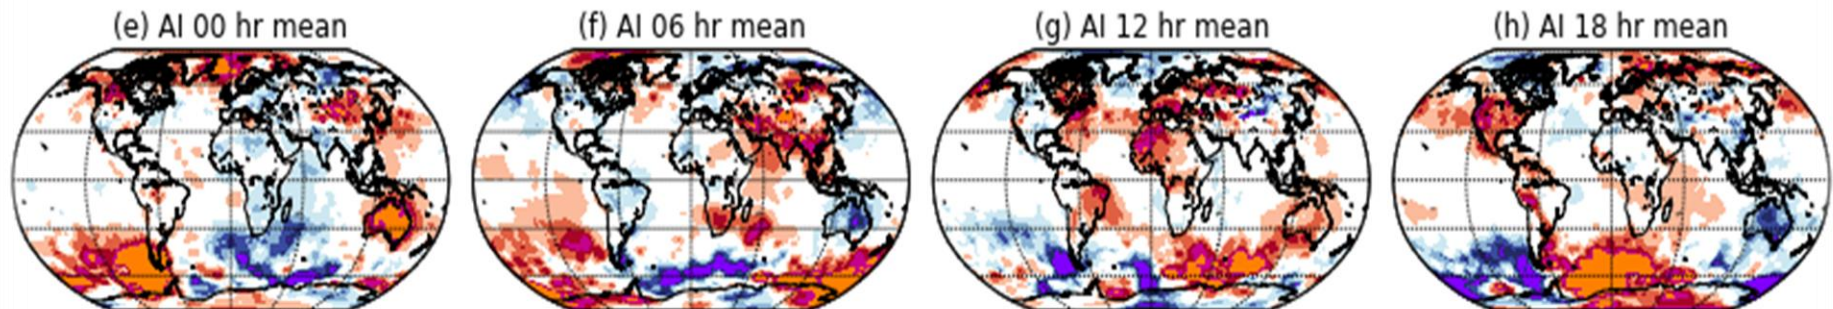 (e) AI 00 hr mean
(f) AI 06 hr mean
(g) AI 12 hr mean
(h) AI 18 hr mean